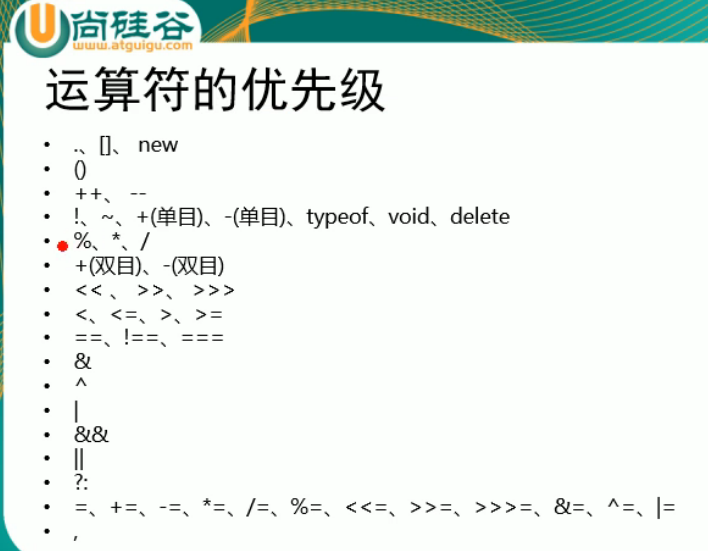 尚硅谷
www.atguigu.com
运算符的优先级
• .、[]、 new
• ()
• ++、 --
• !、~、+(单目)、-(单目)、typeof、void、delete
• %、*、/
• +(双目)、-(双目)
• << 、 >>、 >>>
• <、<=、>、>=
• ==、!==、===
• &
• ^
• |
• &&
• ||
• ?:
• =、+=、-=、*=、/=、%=、<<=、>>=、>>>=、&=、^=、|=
• ,